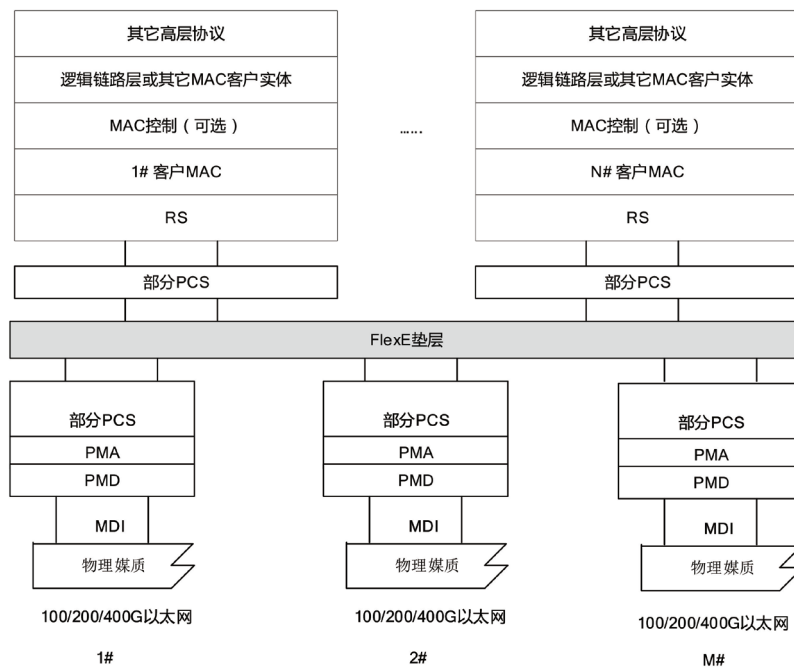 其它高层协议
逻辑链路层或其它MAC客户实体
MAC控制（可选）
1# 客户MAC
RS
部分PCS
......
其它高层协议
逻辑链路层或其它MAC客户实体
MAC控制（可选）
N# 客户MAC
RS
部分PCS
FlexE垫层
部分PCS
PMA
PMD
MDI
物理媒质
100/200/400G以太网
1#
部分PCS
PMA
PMD
MDI
物理媒质
100/200/400G以太网
2#
部分PCS
PMA
PMD
MDI
物理媒质
100/200/400G以太网
M#